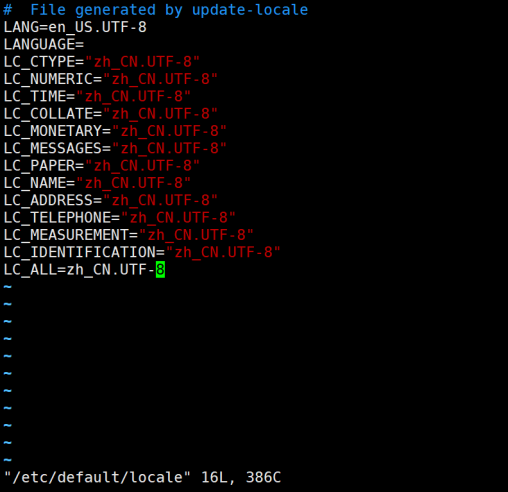 #  File generated by update-locale
LANG=en_US.UTF-8
LANGUAGE=
LC_CTYPE="zh_CN.UTF-8"
LC_NUMERIC="zh_CN.UTF-8"
LC_TIME="zh_CN.UTF-8"
LC_COLLATE="zh_CN.UTF-8"
LC_MONETARY="zh_CN.UTF-8"
LC_MESSAGES="zh_CN.UTF-8"
LC_PAPER="zh_CN.UTF-8"
LC_NAME="zh_CN.UTF-8"
LC_ADDRESS="zh_CN.UTF-8"
LC_TELEPHONE="zh_CN.UTF-8"
LC_MEASUREMENT="zh_CN.UTF-8"
LC_IDENTIFICATION="zh_CN.UTF-8"
LC_ALL=zh_CN.UTF-8
~
~
~
~
~
~
~
~
~
~
~
"/etc/default/locale" 16L, 386C